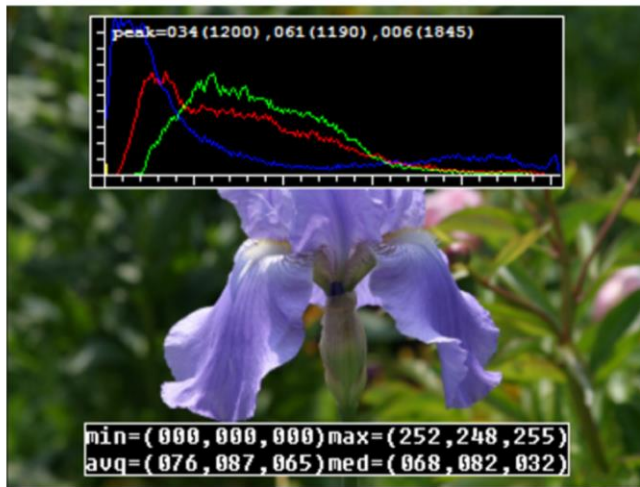 peak=034(1200),061(1190),006(1845)
min=(000,000,000)max=(252,248,255)
avg=(076,087,065)med=(068,082,032)